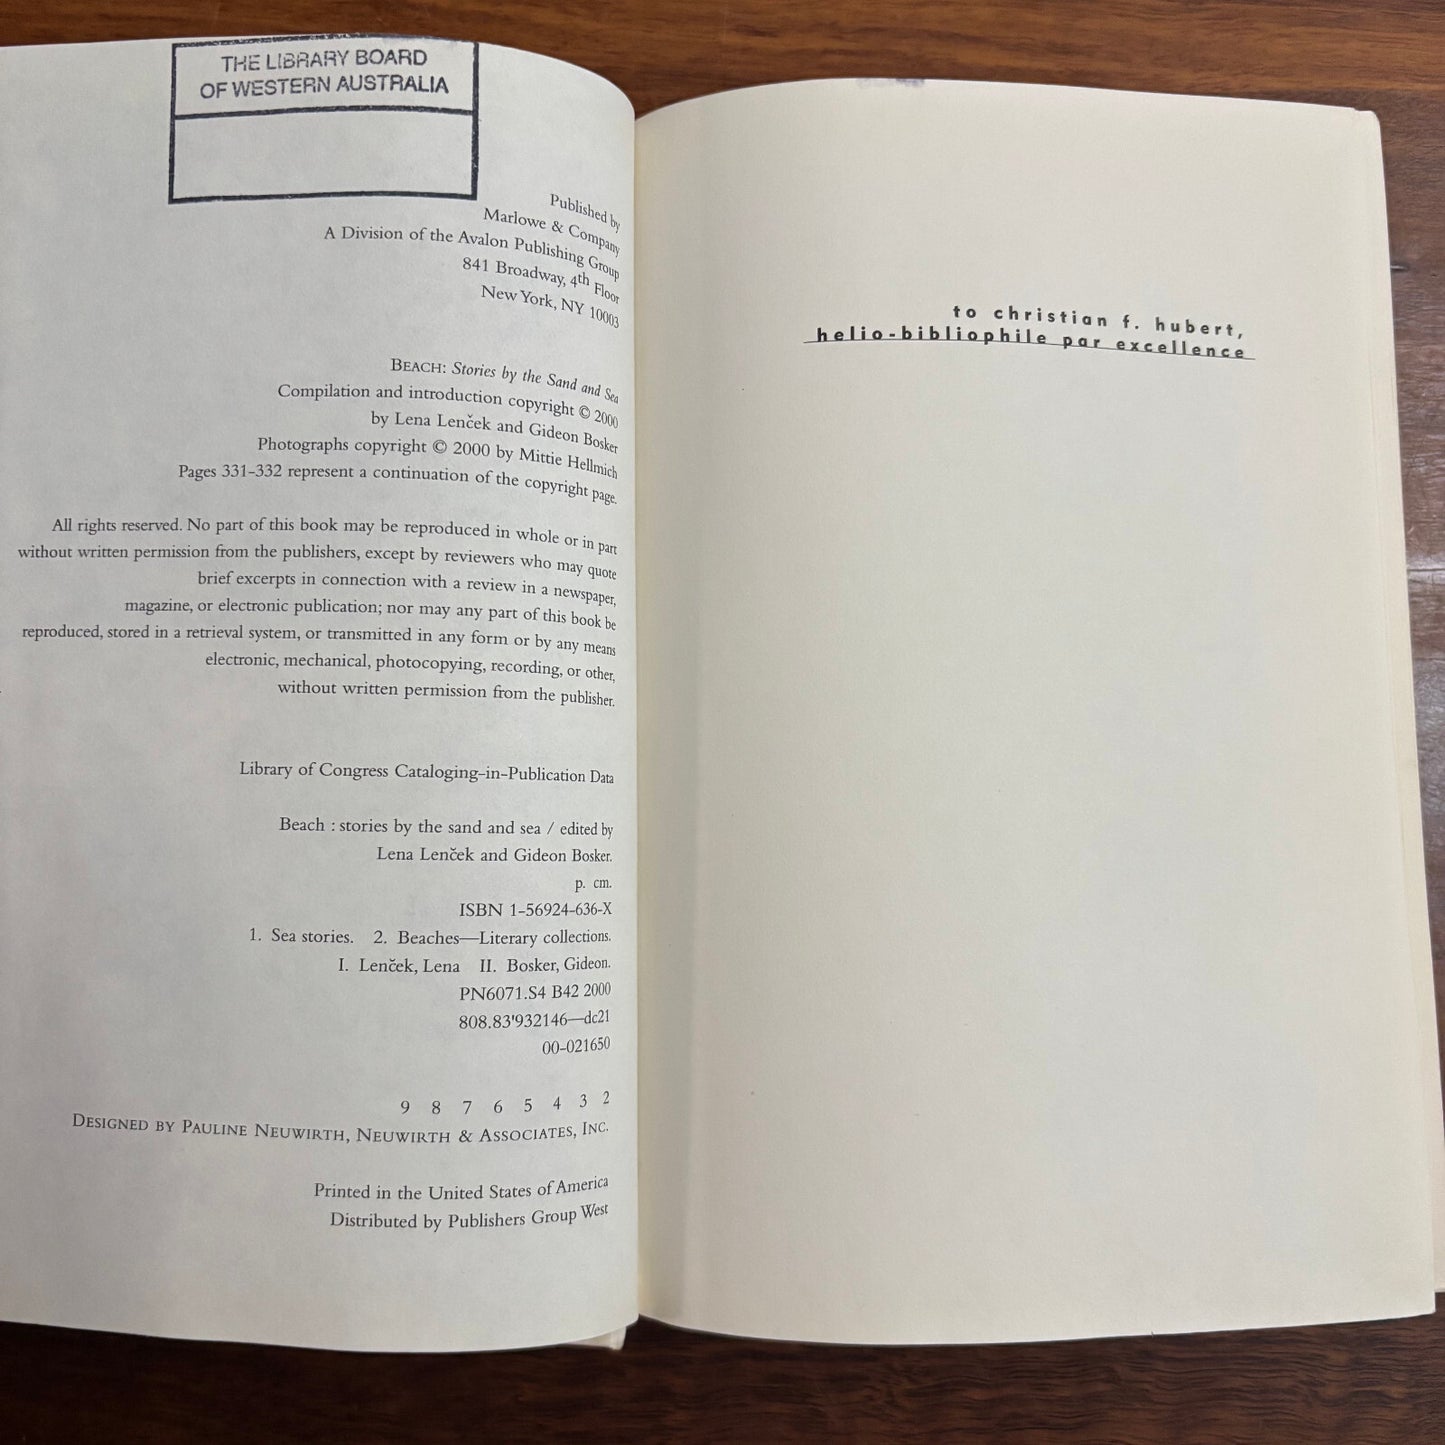 THE LIBRARY BOARD
OF WESTERN AUSTRALIA
Published by
Marlowe & Company
A Division of the Avalon Publishing Group
841 Broadway, 4th Floor
New York, NY 10003
BEACH: Stories by the Sand and Sea
Compilation and introduction copyright © 2000
by Lena Lenček and Gideon Bosker
Photographs copyright © 2000 by Mittie Hellmich
Pages 331-332 represent a continuation of the copyright page.
All rights reserved. No part of this book may be reproduced in whole or in part
without written permission from the publishers, except by reviewers who may quote
brief excerpts in connection with a review in a newspaper,
magazine, or electronic publication; nor may any part of this book be
reproduced, stored in a retrieval system, or transmitted in any form or by any means
electronic, mechanical, photocopying, recording, or other,
without written permission from the publisher.
Library of Congress Cataloging-in-Publication Data
Beach : stories by the sand and sea / edited by
Lena Lenček and Gideon Bosker.
p. cm.
ISBN 1-56924-636-X
1. Sea stories. 2. Beaches—Literary collections.
I. Lenček, Lena II. Bosker, Gideon.
PN6071.S4 B42 2000
808.83'932146—dc21
00-021650
9 8 7 6 5 4 3 2
DESIGNED BY PAULINE NEUWIRTH, NEUWIRTH & ASSOCIATES, INC.
Printed in the United States of America
Distributed by Publishers Group West
to christian f. hubert,
helio-bibliophile par excellence